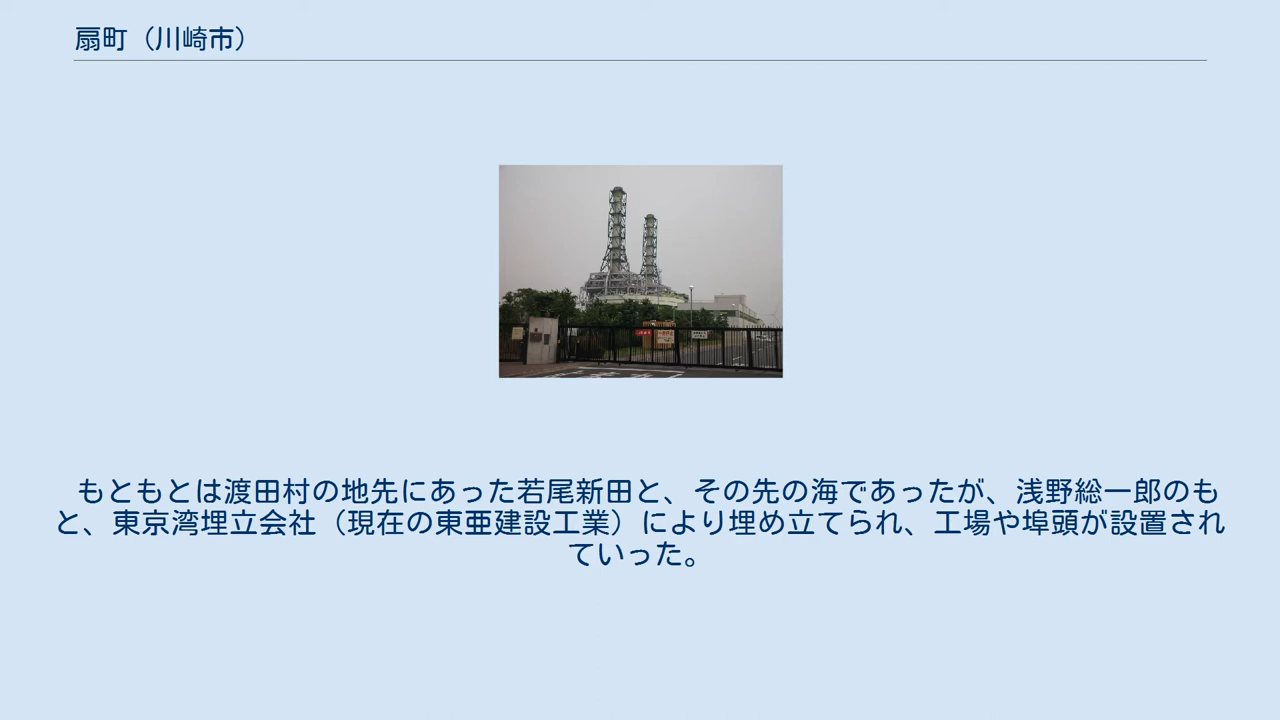 扇町（川崎市）
もともとは渡田村の地先にあった若尾新田と、その先の海であったが、浅野総一郎のも
と、東京湾埋立会社（現在の東亜建設工業）により埋め立てられ、工場や埠頭が設置され
ていった。